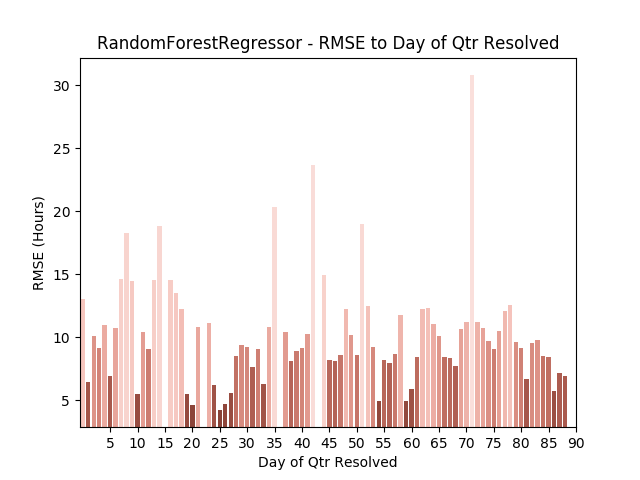 RandomForestRegressor - RMSE to Day of Qtr Resolved
30
25
20
15
10
5
RMSE (Hours)
5 10 15 20 25 30 35 40 45 50 55 60 65 70 75 80 85 90
Day of Qtr Resolved